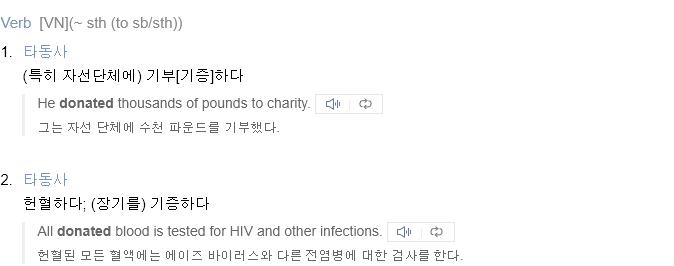 Verb [VN](~ sth (to sb/sth))
1. 타동사
(특히 자선단체에) 기부[기증]하다
He donated thousands of pounds to charity.
그는 자선 단체에 수천 파운드를 기부했다.
2. 타동사
헌혈하다; (장기를) 기증하다
All donated blood is tested for HIV and other infections.
헌혈된 모든 혈액에는 에이즈 바이러스와 다른 전염병에 대한 검사를 한다.